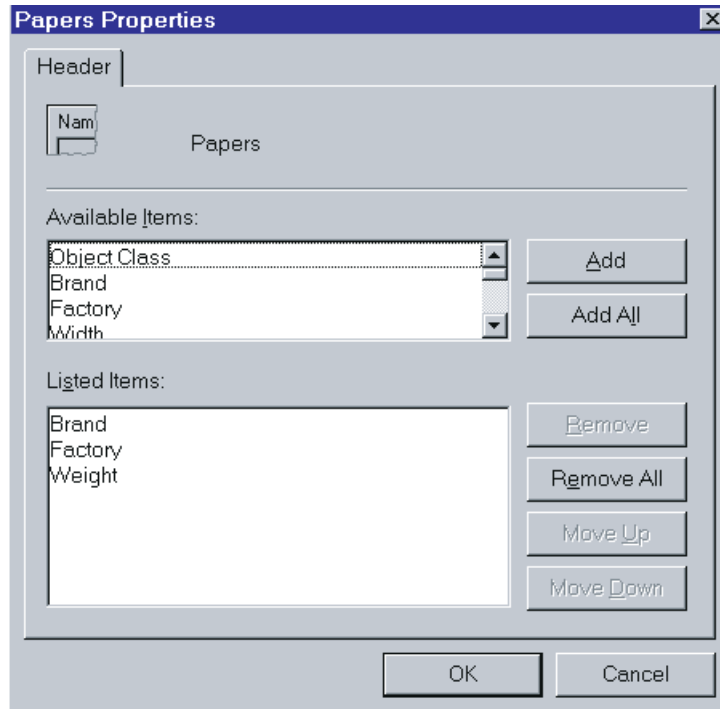 Papers Properties
Header
Nam
Papers
Available Items:
Object Class
Brand
Factory
Width
Add
Add All
Listed Items:
Brand
Factory
Weight
Remove
Remove All
Move Up
Move Down
OK
Cancel